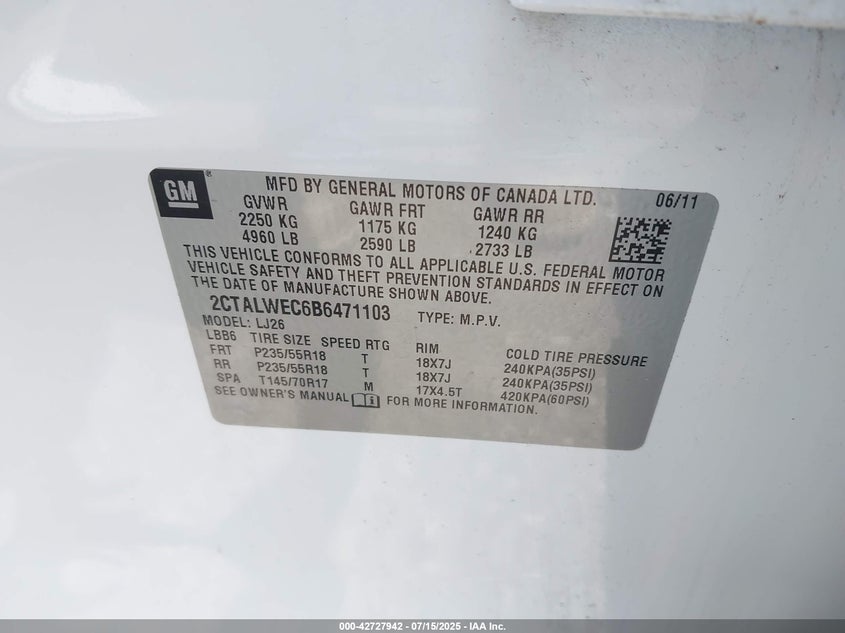 GM®
MFD BY GENERAL MOTORS OF CANADA LTD. 06/11
GVWR GAWR FRT GAWR RR
2250 KG 1175 KG 1240 KG
4960 LB 2590 LB 2733 LB
THIS VEHICLE CONFORMS TO ALL APPLICABLE U.S. FEDERAL MOTOR
VEHICLE SAFETY AND THEFT PREVENTION STANDARDS IN EFFECT ON
THE DATE OF MANUFACTURE SHOWN ABOVE.
2CTALWEC6B6471103 TYPE: M.P.V.
MODEL: LJ26
LBB6 TIRE SIZE SPEED RTG RIM COLD TIRE PRESSURE
FRT P235/55R18 T 18X7J 240KPA(35PSI)
RR P235/55R18 T 18X7J 240KPA(35PSI)
SPA T145/70R17 M 17X4.5T 420KPA(60PSI)
SEE OWNER'S MANUAL i FOR MORE INFORMATION.
000-42727942 - 07/15/2025 - IAA Inc.